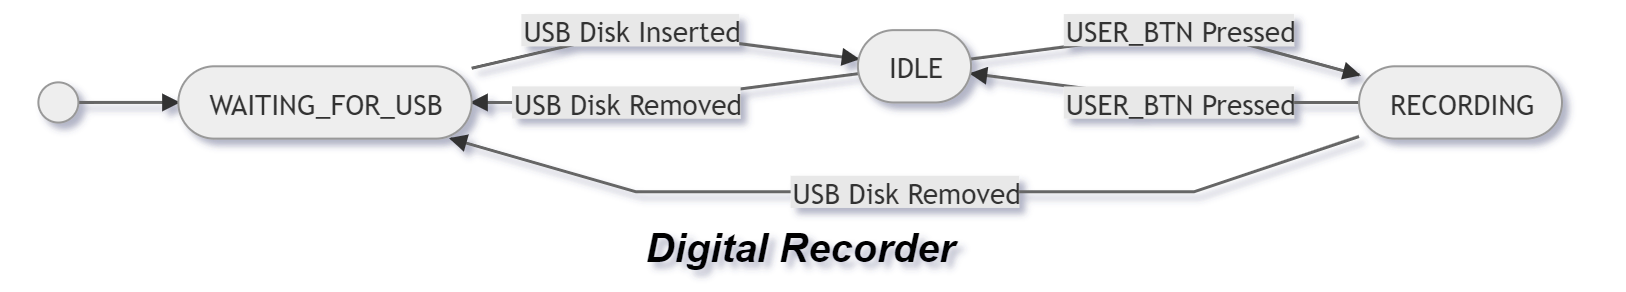 USB Disk Inserted
USER_BTN Pressed
IDLE
WAITING_FOR_USB
USB Disk Removed
USER_BTN Pressed
RECORDING
USB Disk Removed
Digital Recorder